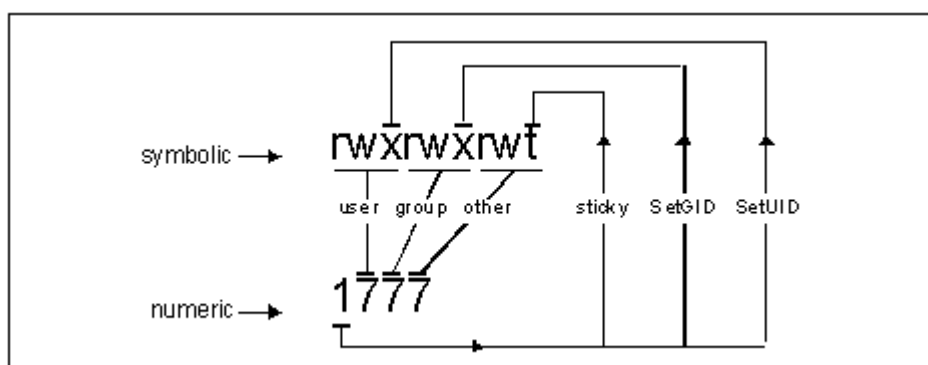 symbolic rwxrwxrwt
user group other sticky SetGID SetUID
numeric 1777